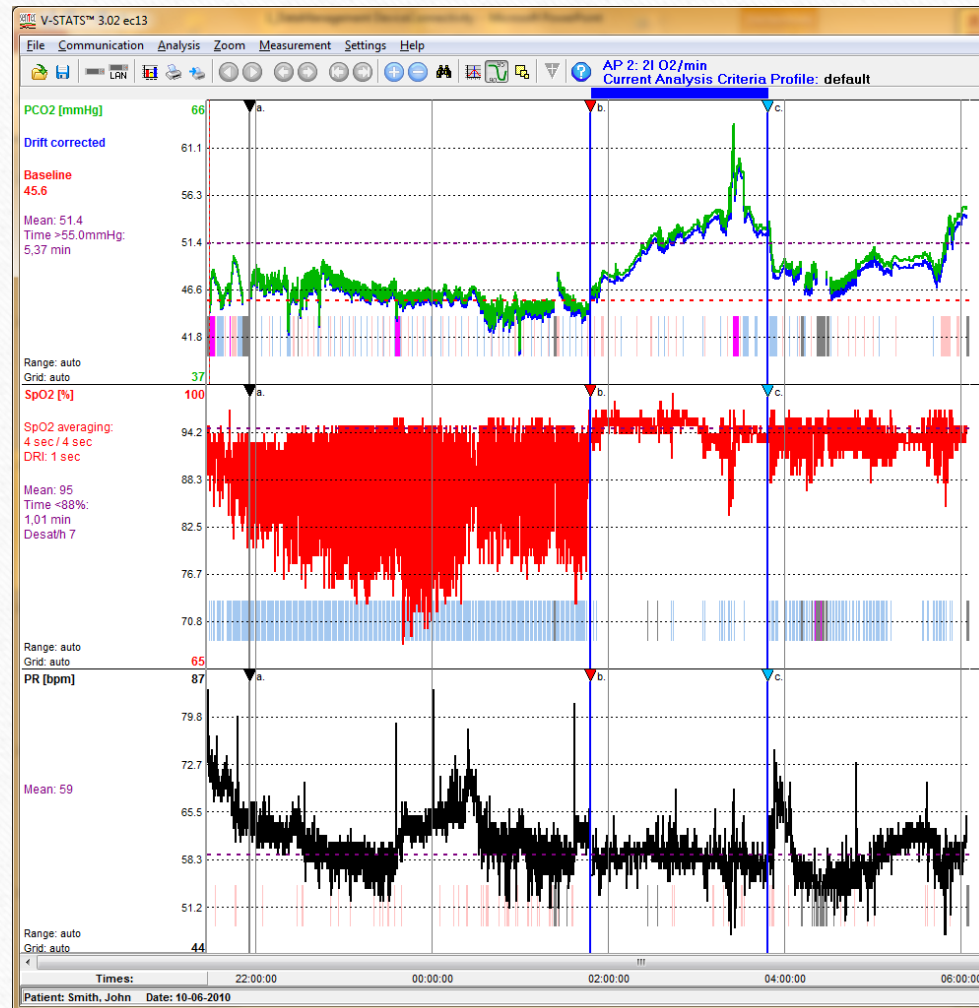 V-STATS™ 3.02 ec13
File Communication Analysis Zoom Measurement Settings Help
LAN
AP 2: 2l O2/min
Current Analysis Criteria Profile: default
PCO2 [mmHg]
66
a.
b.
c.
61.1
Drift corrected
Baseline
45.6
56.3
Mean: 51.4
Time >55.0mmHg:
5,37 min
51.4
46.6
41.8
Range: auto
Grid: auto
37
SpO2 [%]
100
a.
b.
c.
94.2
SpO2 averaging:
4 sec / 4 sec
DRI: 1 sec
88.3
Mean: 95
Time <88%:
1,01 min
Desat/h 7
82.5
76.7
70.8
Range: auto
Grid: auto
65
PR [bpm]
87
a.
b.
c.
79.8
72.7
Mean: 59
65.5
58.3
51.2
Range: auto
Grid: auto
44
Times:
22:00:00
00:00:00
02:00:00
04:00:00
06:00:00
Patient: Smith, John Date: 10-06-2010